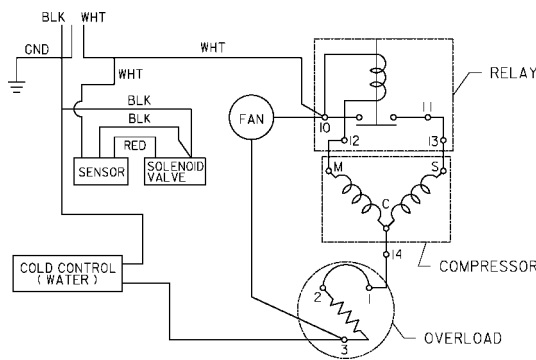 BLK WHT
GND
WHT
WHT
BLK
BLK
RED
SENSOR
SOLENOID
VALVE
FAN
RELAY
10
11
12
13
M
S
C
14
COMPRESSOR
COLD CONTROL
(WATER)
2
1
3
OVERLOAD